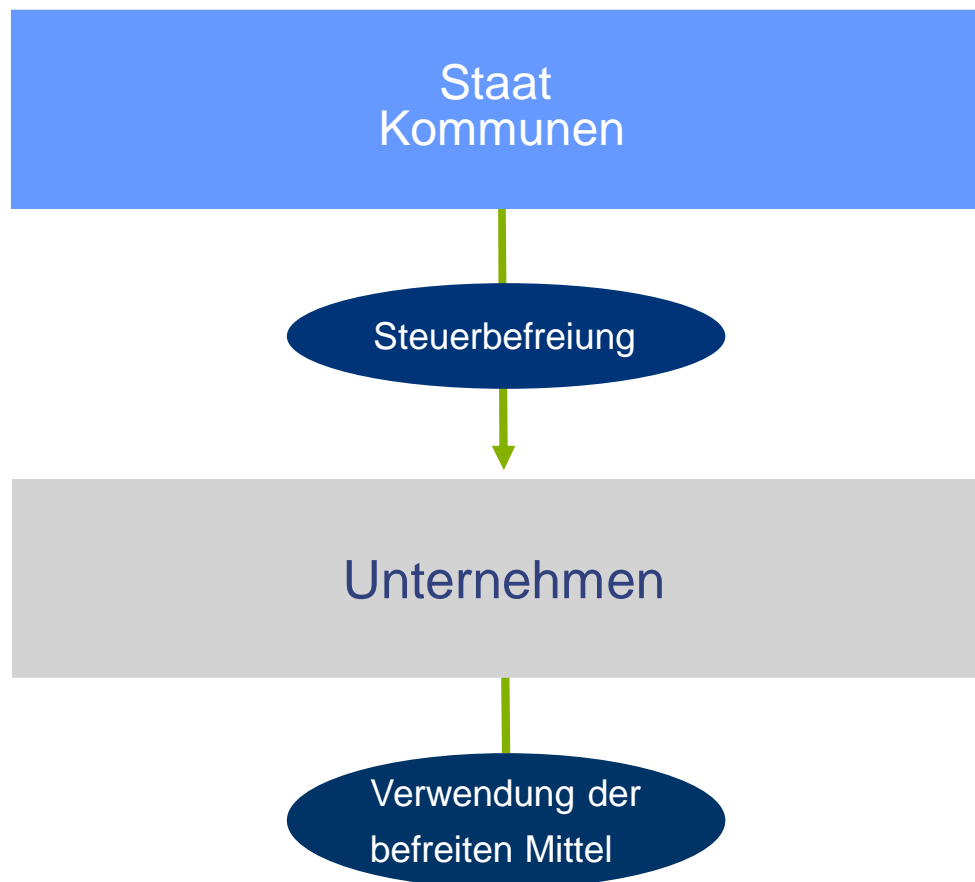 Staat
Kommunen
Steuerbefreiung
Unternehmen
Verwendung der
befreiten Mittel